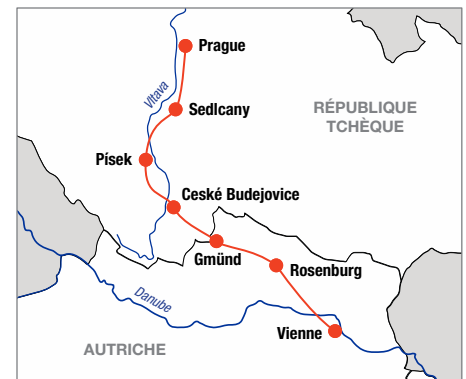 Prague
Vltava
Sedlcany
RÉPUBLIQUE
TCHÈQUE
Písek
Ceské Budejovice
Gmünd
Rosenburg
Danube
Vienne
AUTRICHE